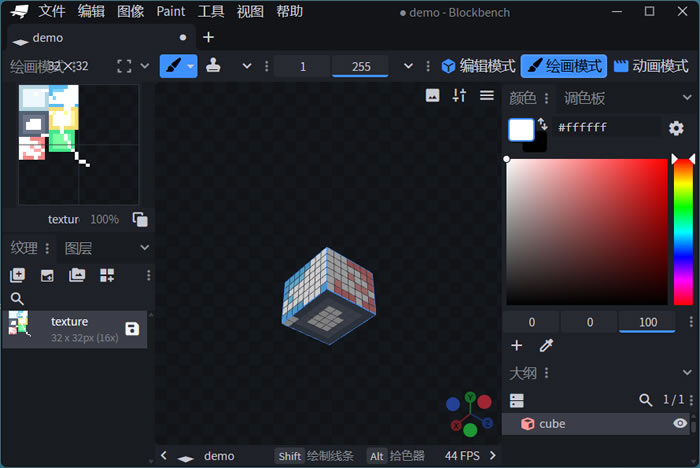 文件 编辑 图像 Paint 工具 视图 帮助 demo - Blockbench
demo
绘画模式 32×32 1 255 编辑模式 绘画模式 动画模式
颜色 调色板
#ffffff
textur 100%
纹理 图层
texture
32 x 32px (16x)
0 0 100
大纲
1 / 1
cube
Y
X
Z
demo Shift 绘制线条 Alt 拾色器 44 FPS